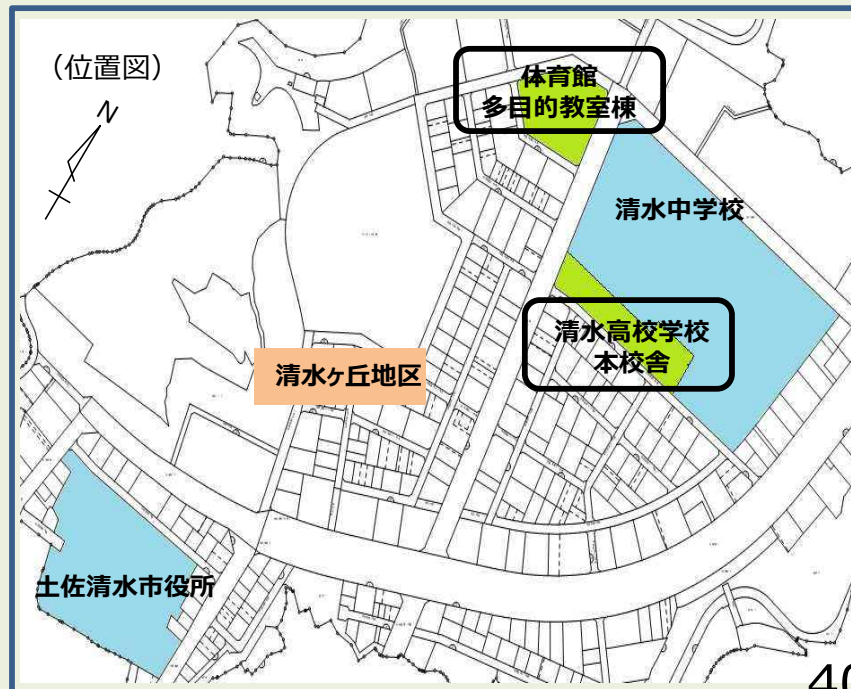 （位置図）
N
体育館
多目的教室棟
清水中学校
清水高校学校
本校舎
清水ヶ丘地区
土佐清水市役所
40